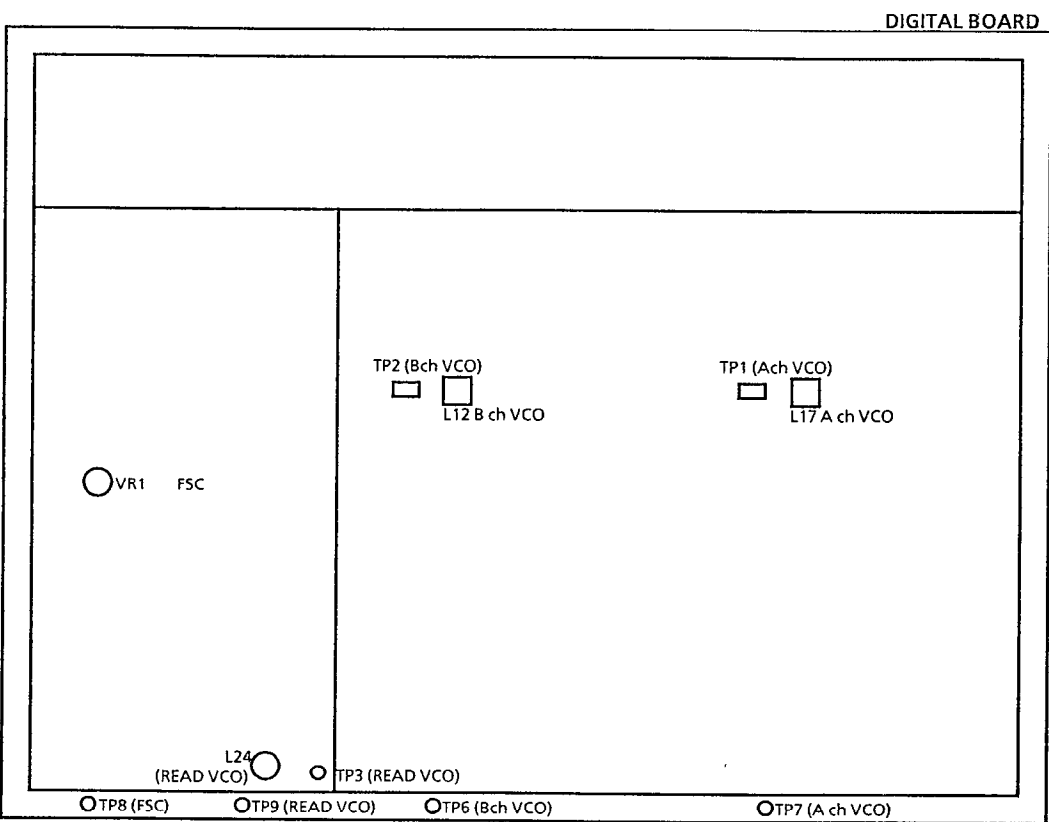 DIGITAL BOARD
TP2 (Bch VCO)
L12 B ch VCO
TP1 (Ach VCO)
L17 A ch VCO
VR1 FSC
L24
(READ VCO)
TP3 (READ VCO)
TP8 (FSC)
TP9 (READ VCO)
TP6 (Bch VCO)
TP7 (A ch VCO)